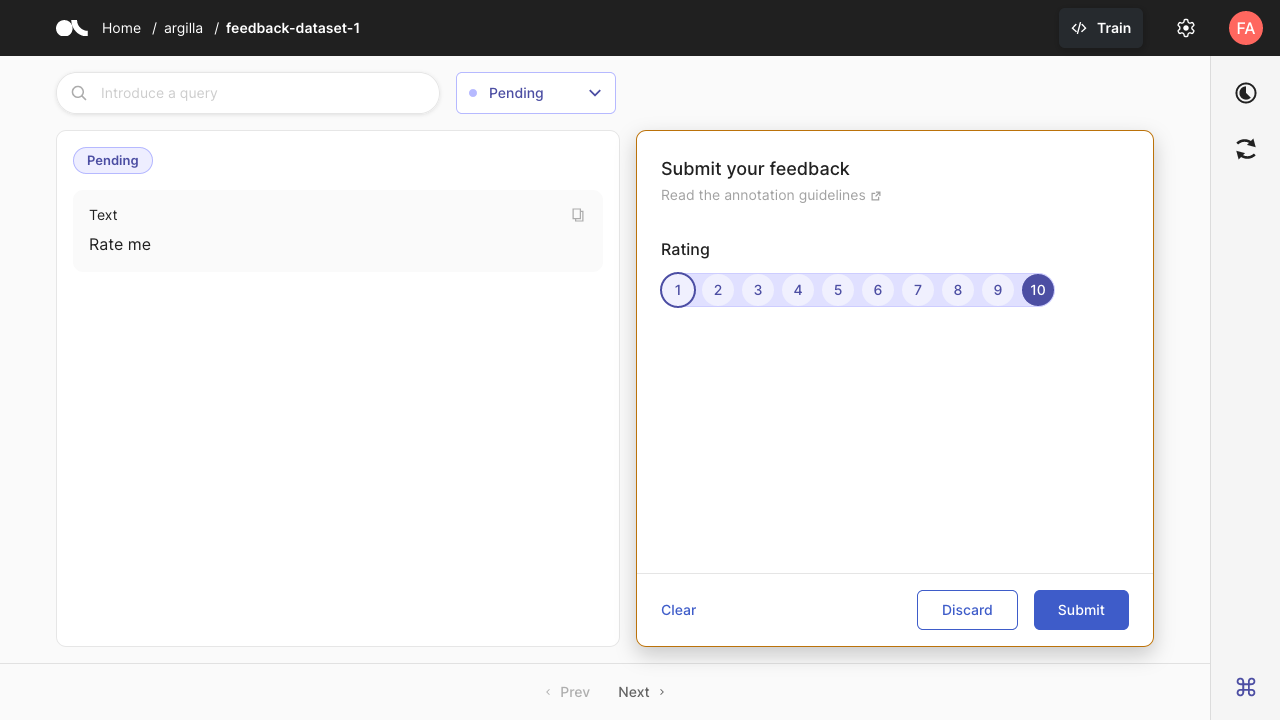 Home / argilla / feedback-dataset-1
Train
FA
Introduce a query
Pending
Pending
Text
Rate me
Submit your feedback
Read the annotation guidelines
Rating
1 2 3 4 5 6 7 8 9 10
Clear
Discard
Submit
Prev
Next